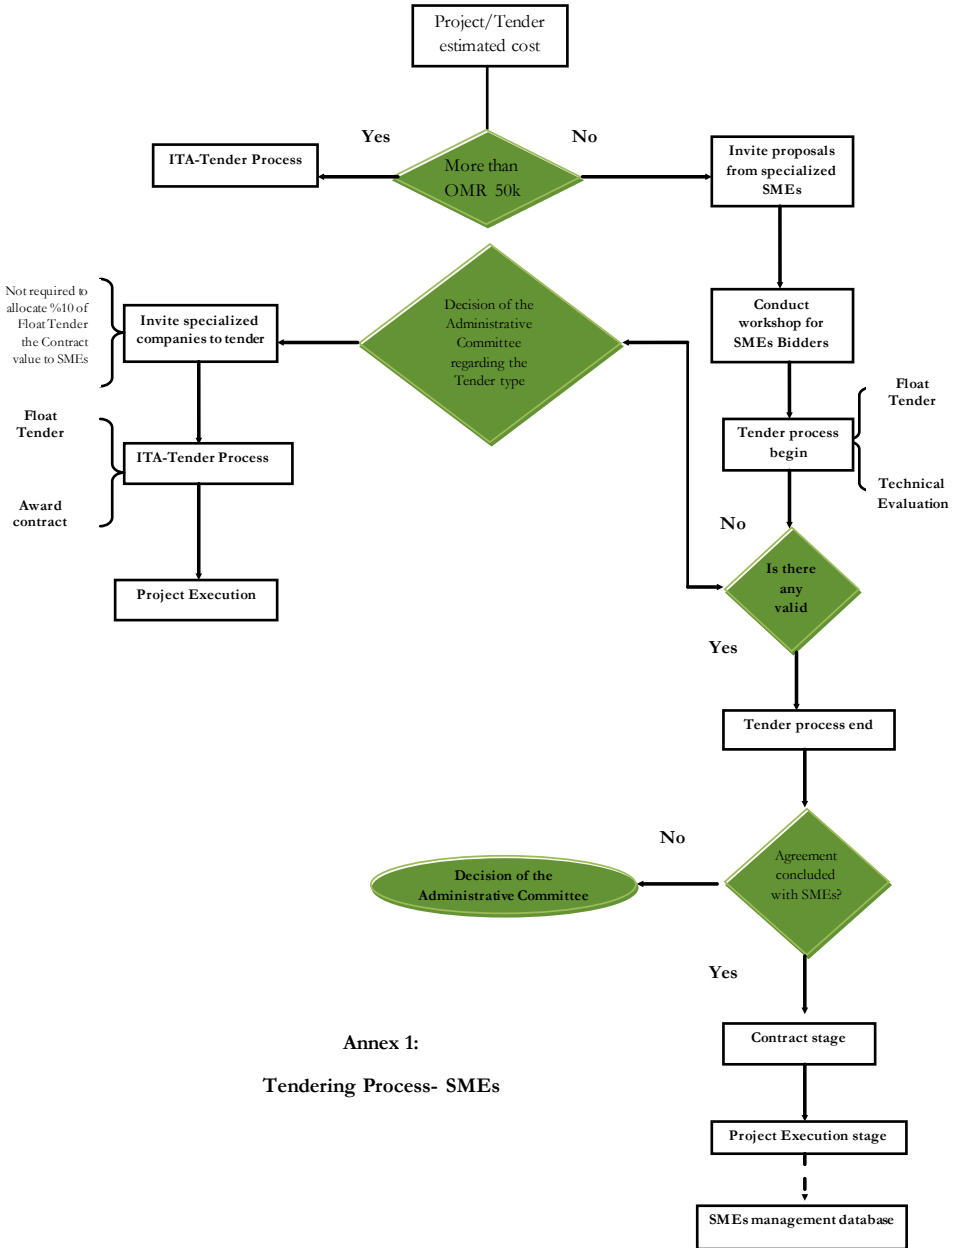 Project/Tender
estimated cost
Yes
No
ITA-Tender Process
More than
OMR 50k
Invite proposals
from specialized
SMEs
Not required to
allocate %10 of
Float Tender
the Contract
value to SMEs
Invite specialized
companies to tender
Decision of the
Administrative
Committee
regarding the
Tender type
Conduct
workshop for
SMEs Bidders
Float
Tender
Float
Tender
ITA-Tender Process
Tender process
begin
Award
contract
Technical
Evaluation
No
Project Execution
Is there
any
valid
Yes
Tender process end
No
Agreement
concluded
with SMEs?
Decision of the
Administrative Committee
Yes
Annex 1:
Tendering Process- SMEs
Contract stage
Project Execution stage
SMEs management database